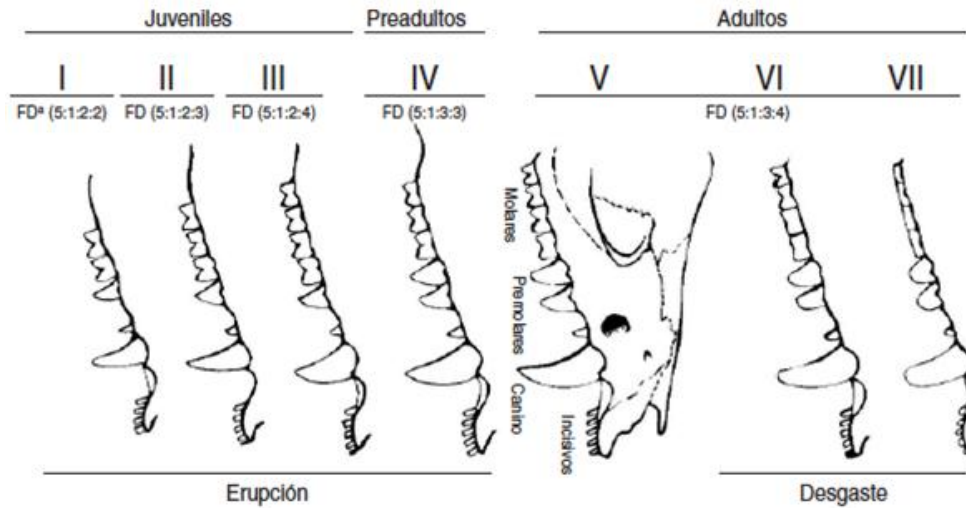 Juveniles Preadultos Adultos
I II III IV V VI VII
FDª (5:1:2:2) FD (5:1:2:3) FD (5:1:2:4) FD (5:1:3:3) FD (5:1:3:4)
Molares
Premolares
Canino
Incisivos
Erupción Desgaste